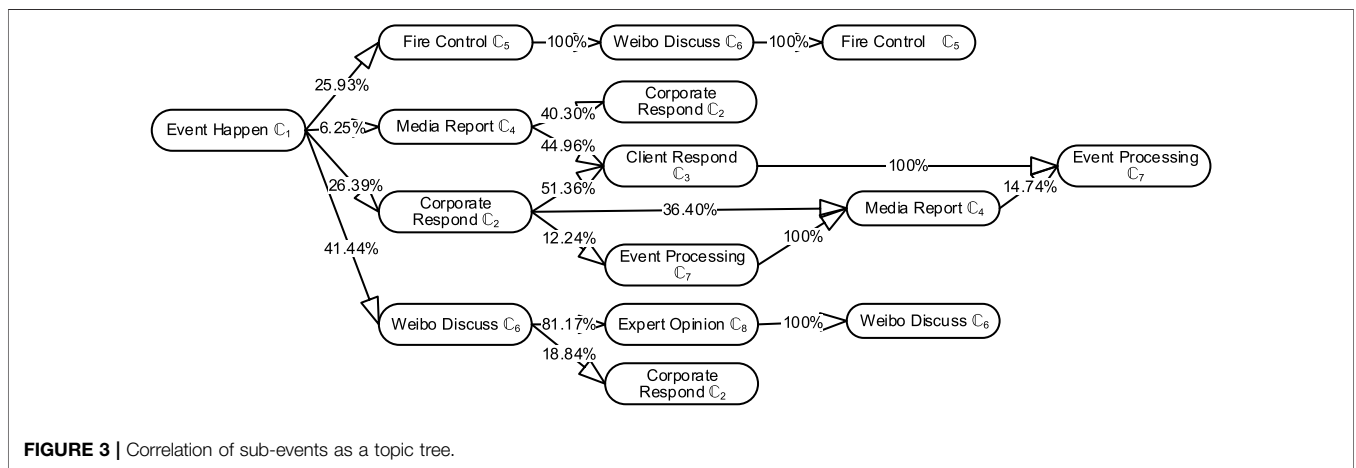 Fire Control ℂ5
100%
Weibo Discuss ℂ6
100%
Fire Control ℂ5
25.93%
Event Happen ℂ1
6.25%
Media Report ℂ4
40.30%
Corporate
Respond ℂ2
44.96%
Client Respond
ℂ3
100%
Event Processing
ℂ7
26.39%
Corporate
Respond ℂ2
51.36%
36.40%
Media Report ℂ4
14.74%
12.24%
Event Processing
ℂ7
100%
41.44%
Weibo Discuss ℂ6
81.17%
Expert Opinion ℂ8
100%
Weibo Discuss ℂ6
18.84%
Corporate
Respond ℂ2
FIGURE 3 | Correlation of sub-events as a topic tree.